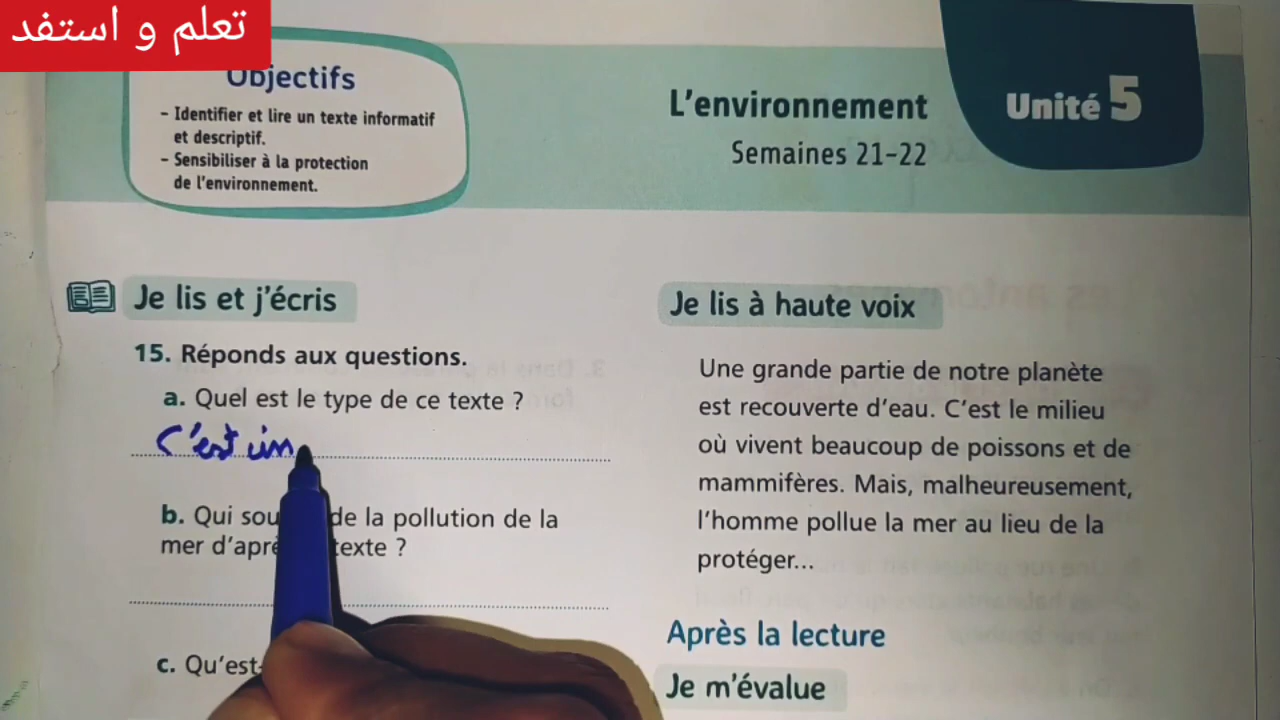 تعلم و استفد
Objectifs
– Identifier et lire un texte informatif
et descriptif.
– Sensibiliser à la protection
de l'environnement.
L'environnement
Semaines 21-22
Unité 5
Je lis et j'écris
15. Réponds aux questions.
a. Quel est le type de ce texte ?
C'est un
b. Qui de la pollution de la
mer texte ?
c. Qu'est-
Je lis à haute voix
Une grande partie de notre planète
est recouverte d'eau. C'est le milieu
où vivent beaucoup de poissons et de
mammifères. Mais, malheureusement,
l'homme pollue la mer au lieu de la
protéger...
Après la lecture
Je m'évalue